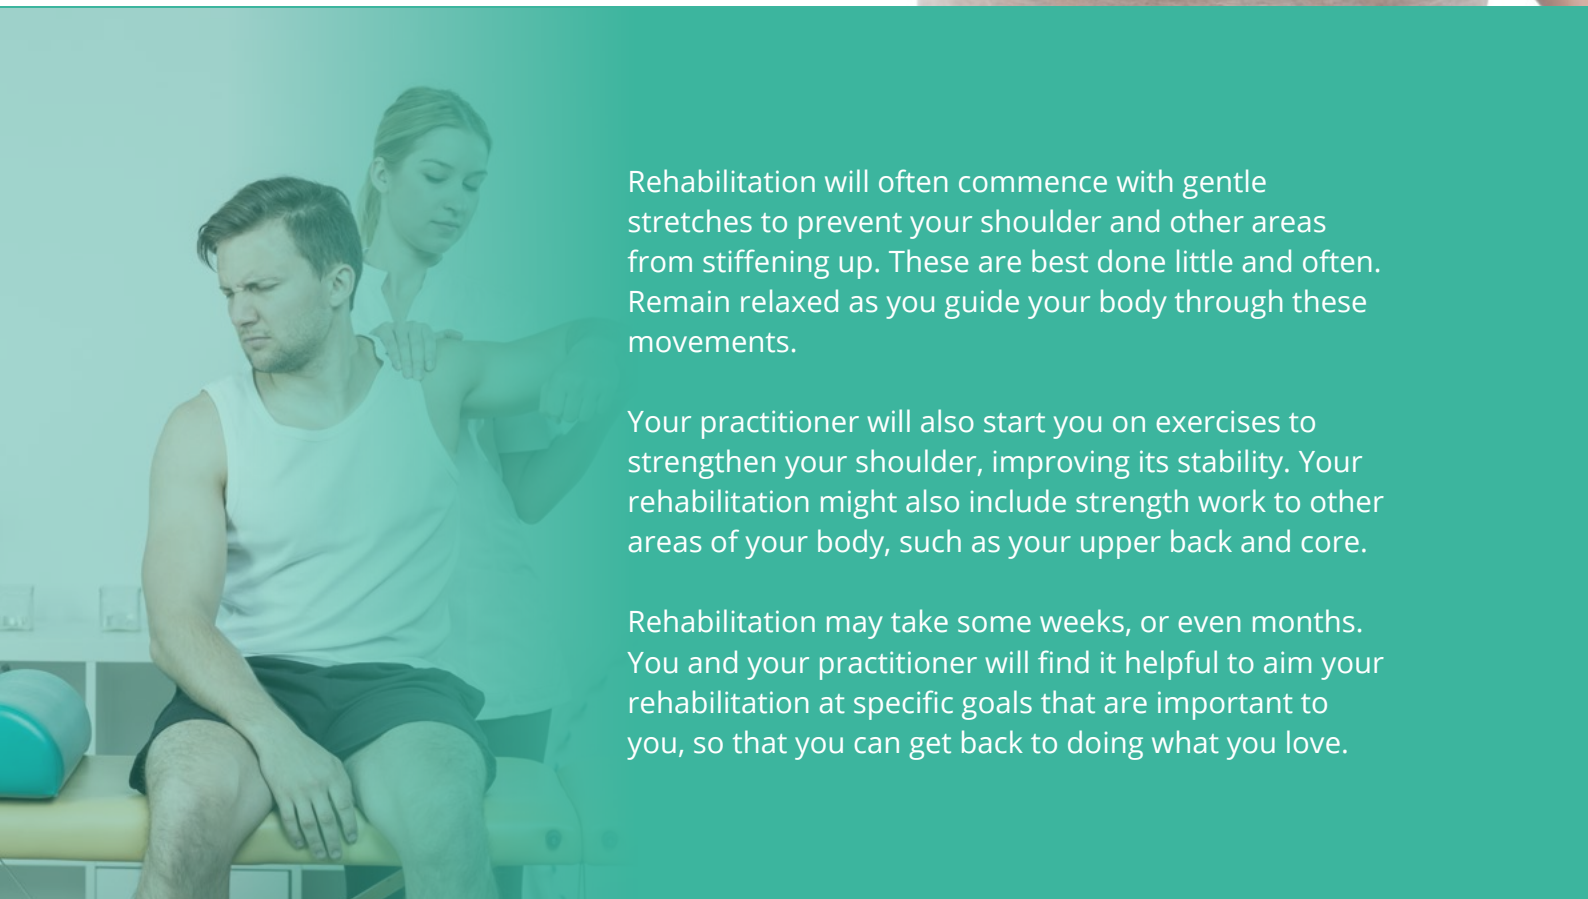 Rehabilitation will often commence with gentle
stretches to prevent your shoulder and other areas
from stiffening up. These are best done little and often.
Remain relaxed as you guide your body through these
movements.
Your practitioner will also start you on exercises to
strengthen your shoulder, improving its stability. Your
rehabilitation might also include strength work to other
areas of your body, such as your upper back and core.
Rehabilitation may take some weeks, or even months.
You and your practitioner will find it helpful to aim your
rehabilitation at specific goals that are important to
you, so that you can get back to doing what you love.